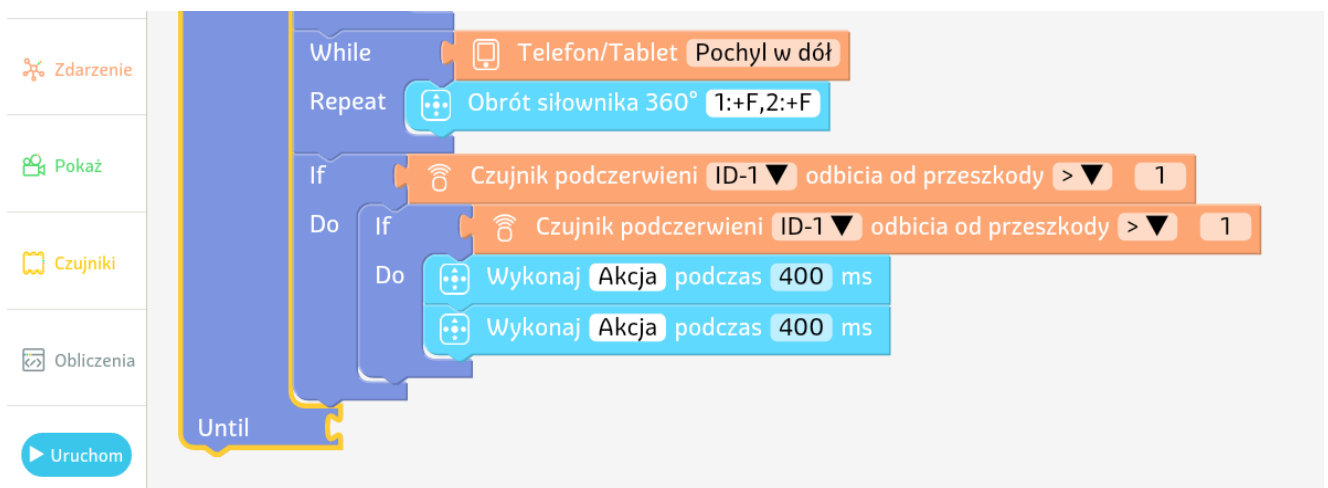 Zdarzenie
Pokaż
Czujniki
Obliczenia
Uruchom
While Telefon/Tablet Pochyl w dół
Repeat Obrót siłownika 360° 1:+F,2:+F
If Czujnik podczerwieni ID-1 ▼ odbicia od przeszkody > ▼ 1
Do If Czujnik podczerwieni ID-1 ▼ odbicia od przeszkody > ▼ 1
Do Wykonaj Akcja podczas 400 ms
Wykonaj Akcja podczas 400 ms
Until